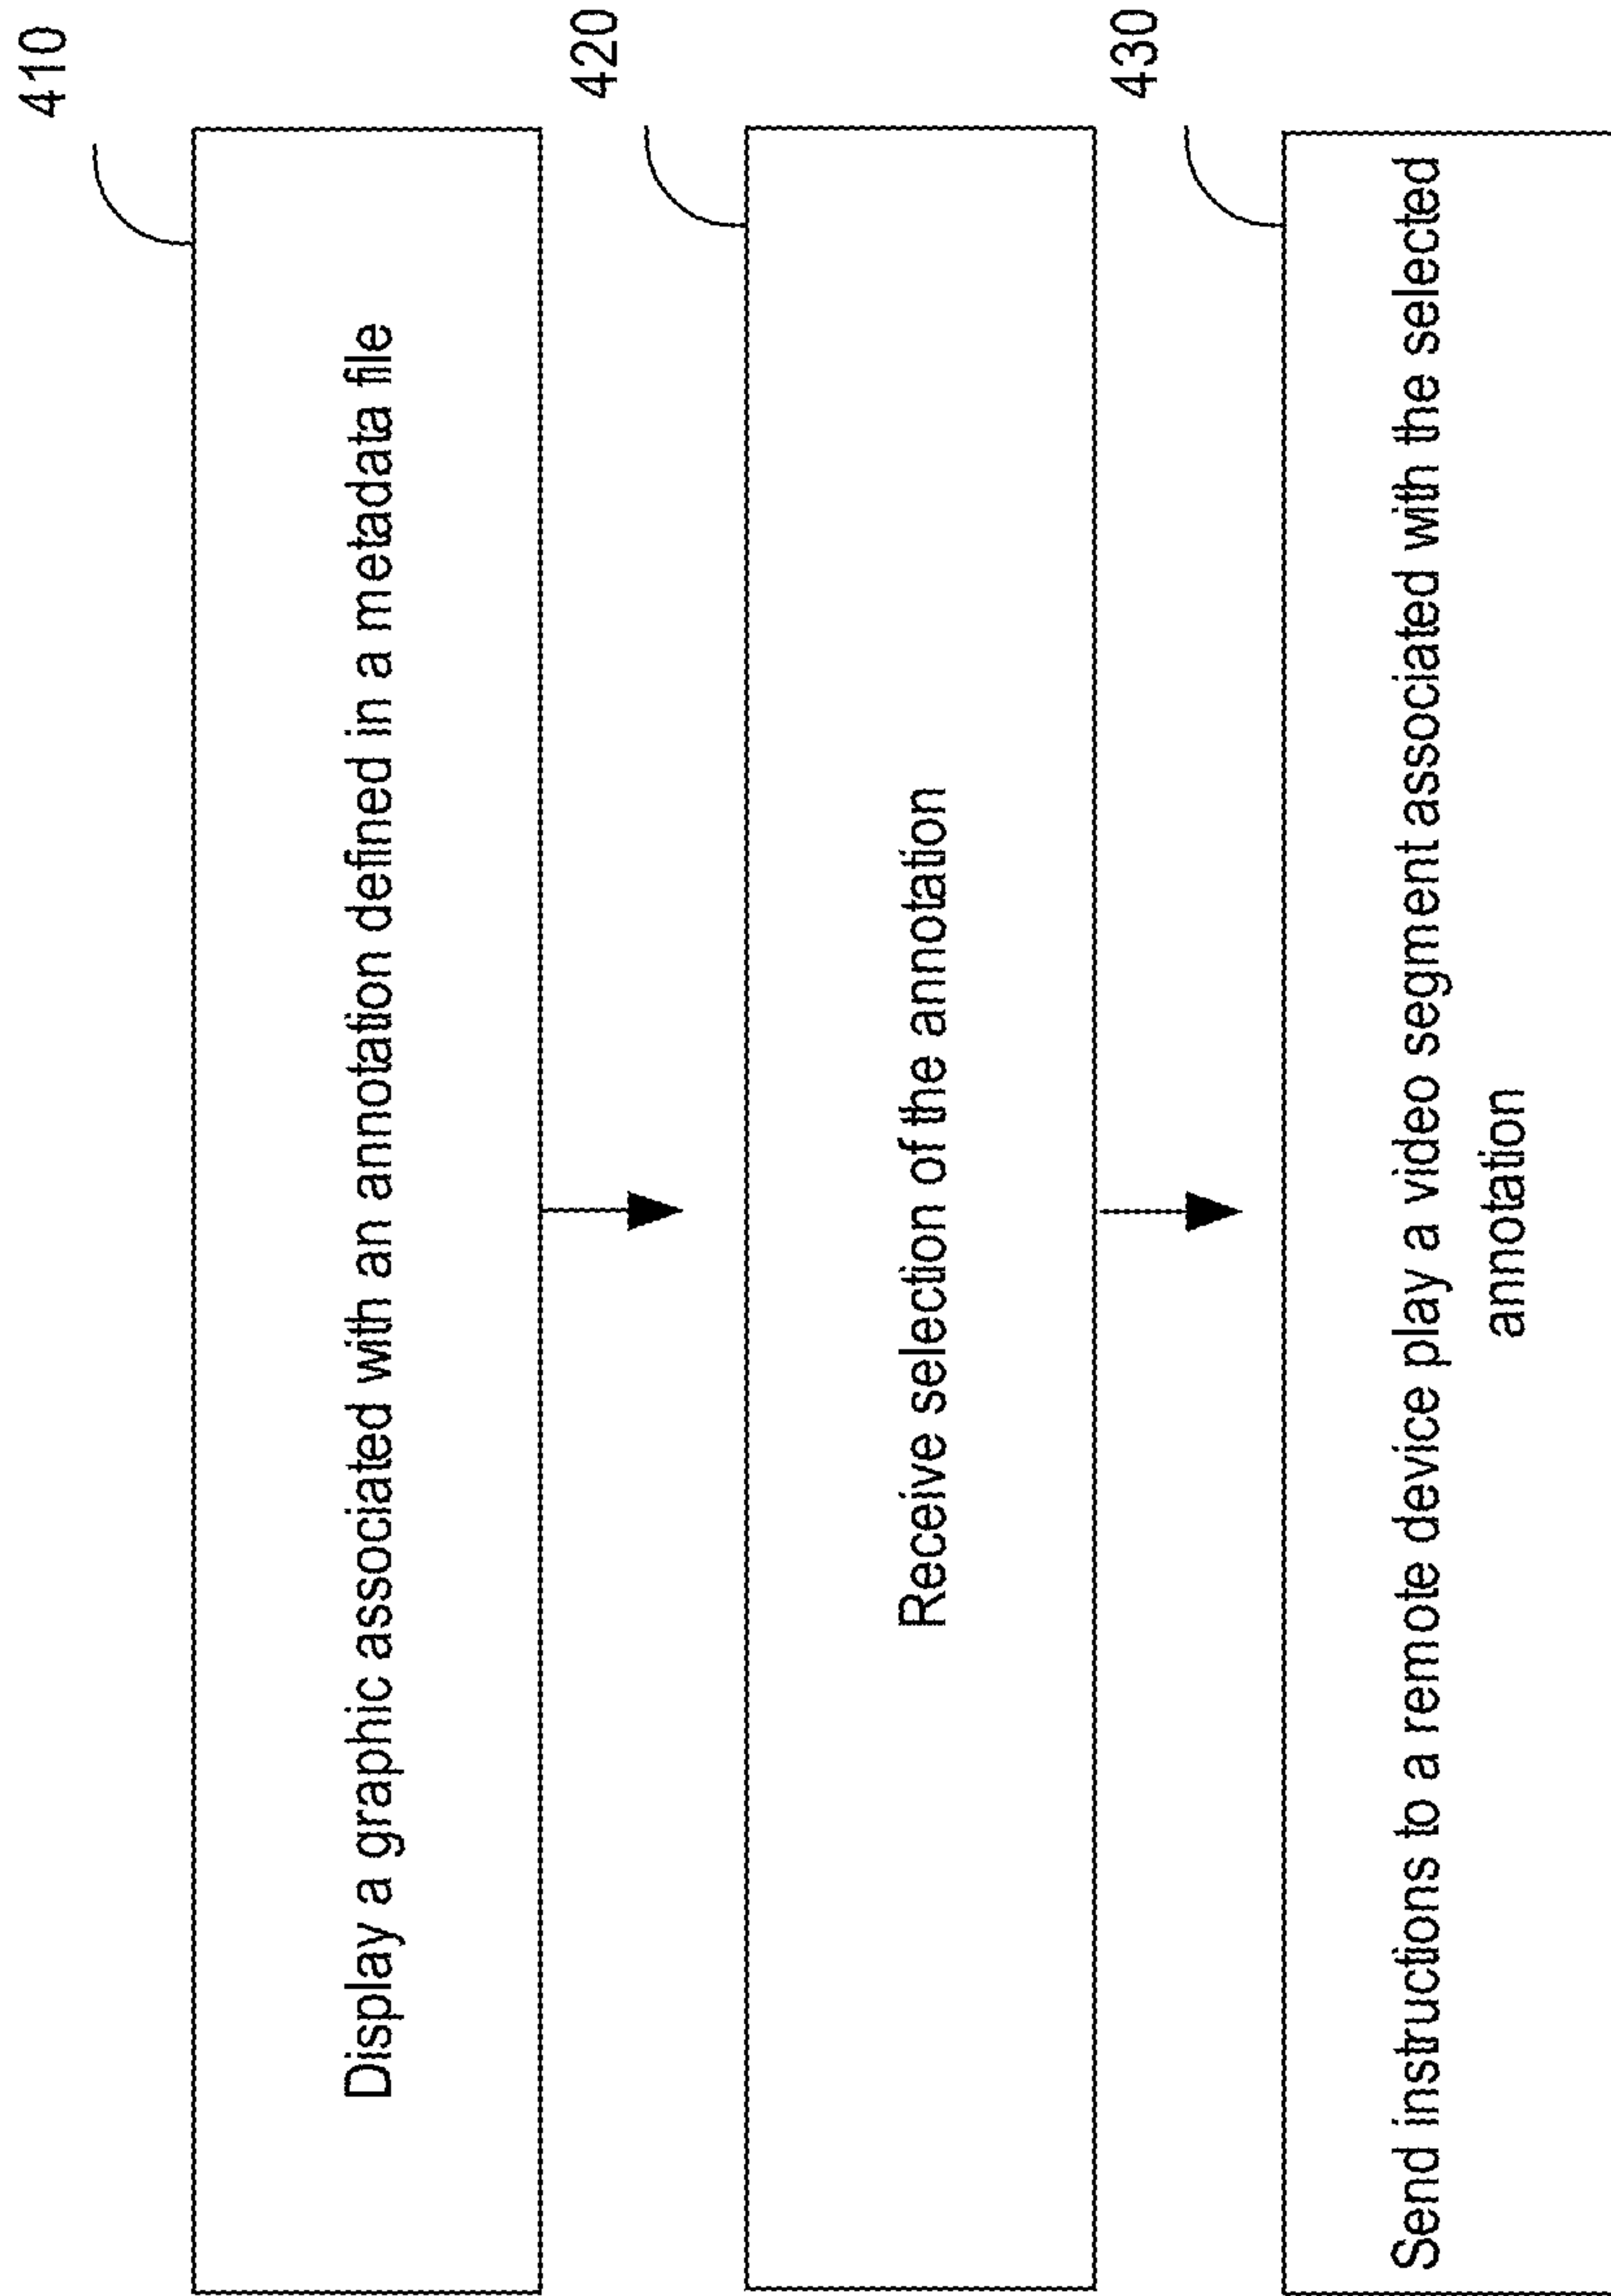 410
Display a graphic associated with an annotation defined in a metadata file
420
Receive selection of the annotation
430
Send instructions to a remote device play a video segment associated with the selected
annotation